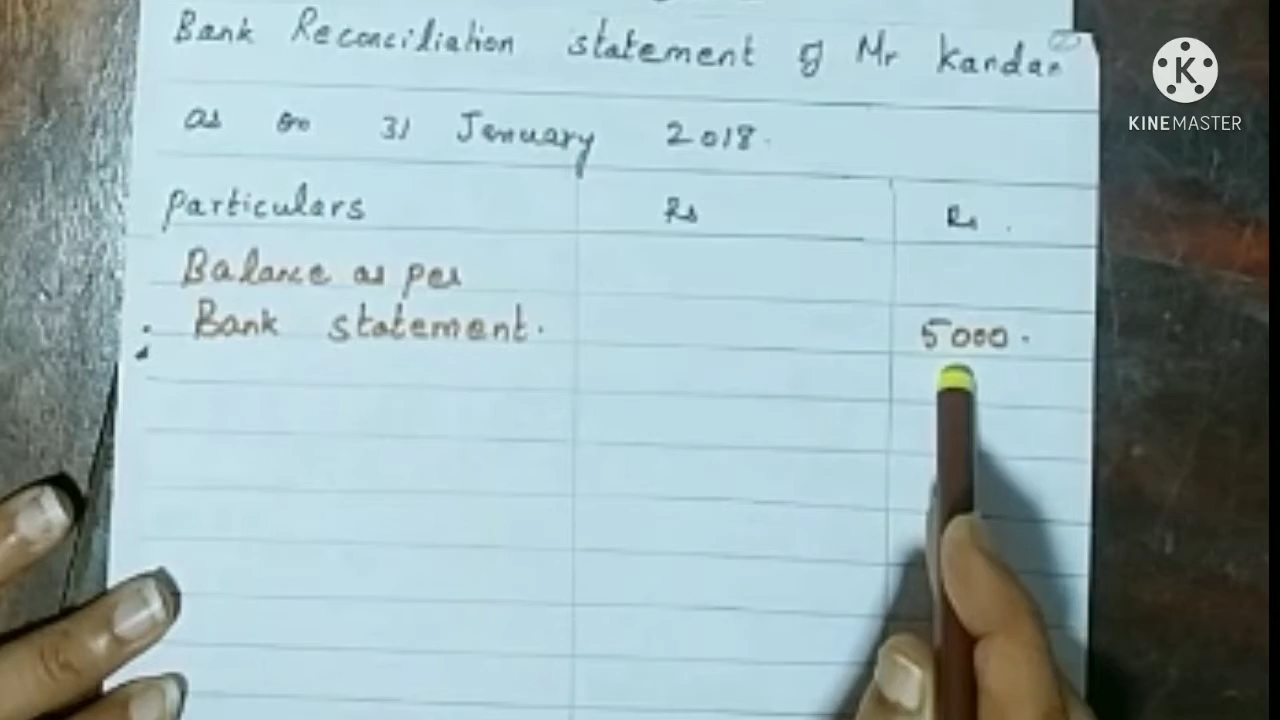 Bank Reconciliation statement of Mr Kandan
as on 31 Jenuary 2018.
particulars Rs Rs.
Balance as per
Bank statement. 5000.
K
KINEMASTER